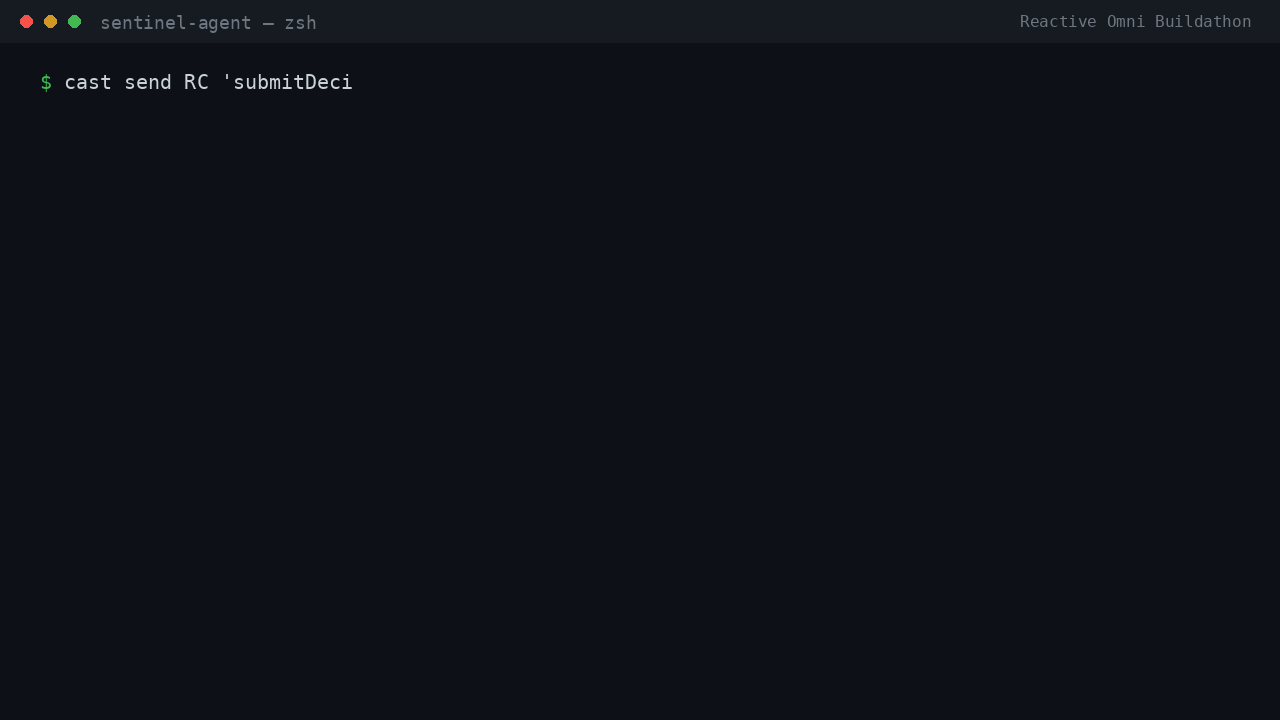 sentinel-agent — zsh
Reactive Omni Buildathon
$ cast send RC 'submitDeci